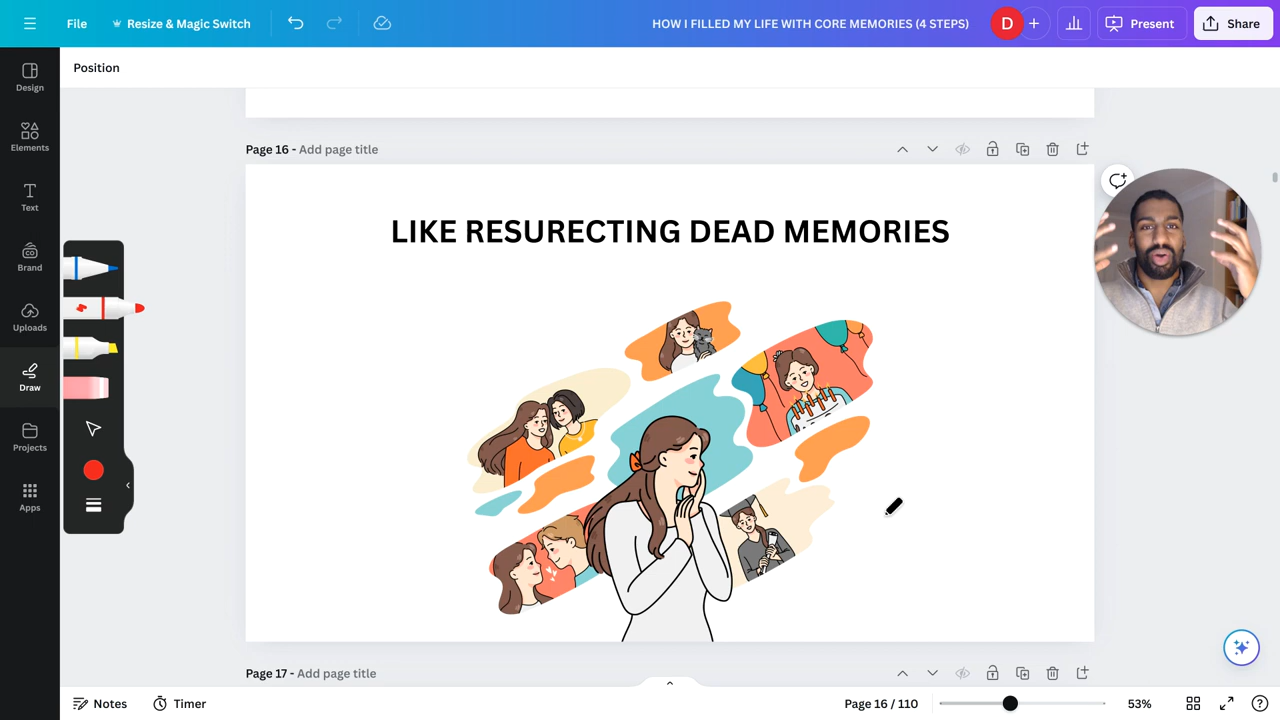 File
Resize & Magic Switch
HOW I FILLED MY LIFE WITH CORE MEMORIES (4 STEPS)
D
Present
Share
Position
Design
Elements
Text
Brand
Uploads
Draw
Projects
Apps
Page 16 - Add page title
LIKE RESURECTING DEAD MEMORIES
Page 17 - Add page title
Notes
Timer
Page 16 / 110
53%